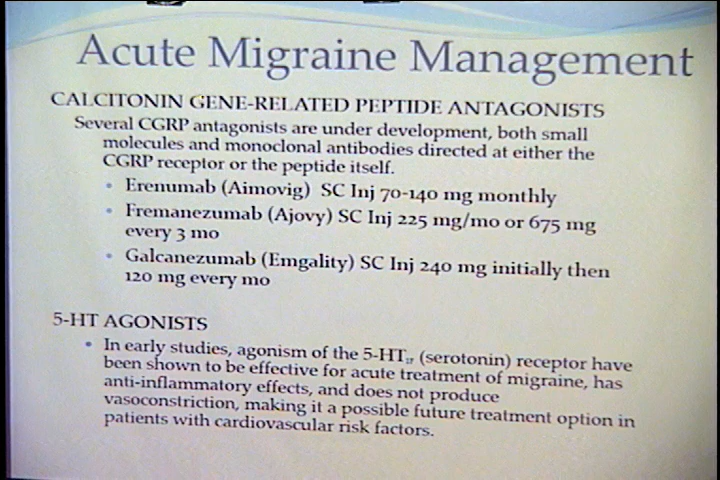 Acute Migraine Management
CALCITONIN GENE-RELATED PEPTIDE ANTAGONISTS
Several CGRP antagonists are under development, both small
molecules and monoclonal antibodies directed at either the
CGRP receptor or the peptide itself.
• Erenumab (Aimovig) SC Inj 70-140 mg monthly
• Fremanezumab (Ajovy) SC Inj 225 mg/mo or 675 mg
every 3 mo
• Galcanezumab (Emgality) SC Inj 240 mg initially then
120 mg every mo
5-HT AGONISTS
• In early studies, agonism of the 5-HT (serotonin) receptor have
been shown to be effective for acute treatment of migraine, has
anti-inflammatory effects, and does not produce
vasoconstriction, making it a possible future treatment option in
patients with cardiovascular risk factors.